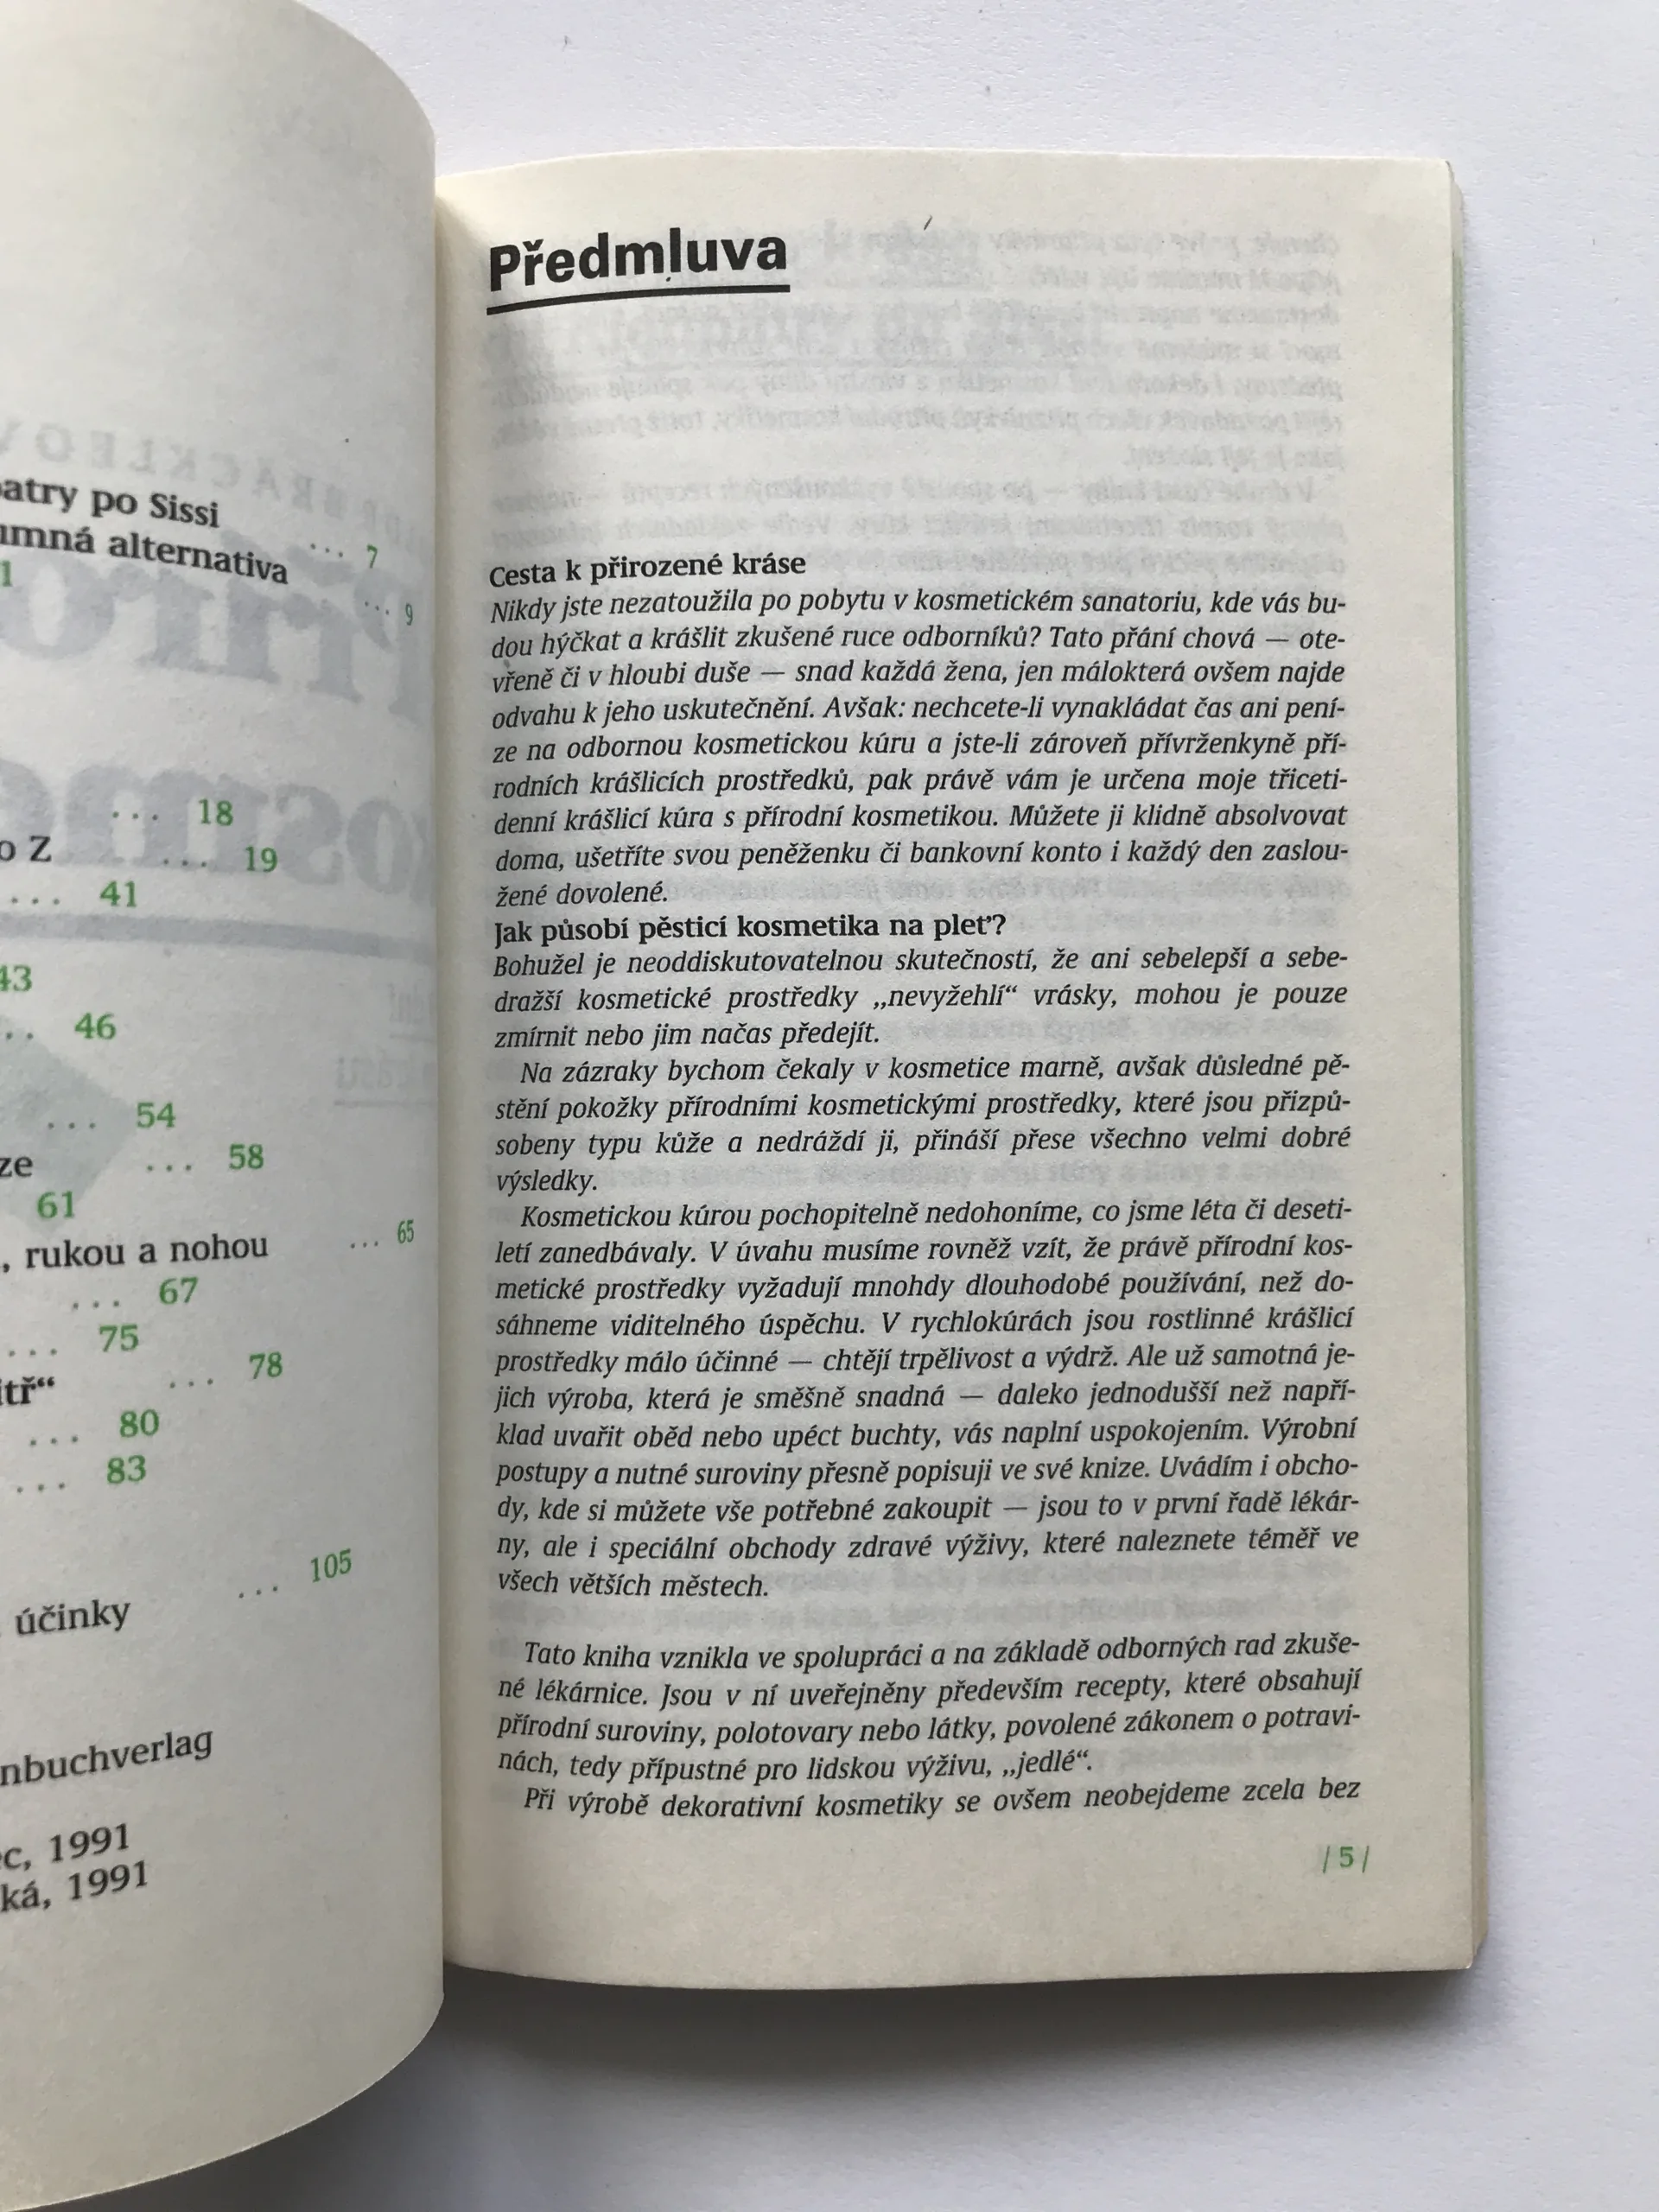 po Sissi
... 7
alternativa
... 9
... 18
o Z ... 19
... 41
43
... 46
... 54
... 58
61
, rukou a nohou ... 65
... 67
... 75
... 78
... 80
... 83
... 105
účinky
1991
1991
Předmluva
Cesta k přirozené kráse
Nikdy jste nezatoužila po pobytu v kosmetickém sanatoriu, kde vás bu-
dou hýčkat a krášlit zkušené ruce odborníků? Tato přání chová — ote-
vřeně či v hloubi duše — snad každá žena, jen málokterá ovšem najde
odvahu k jeho uskutečnění. Avšak: nechcete-li vynakládat čas ani pení-
ze na odbornou kosmetickou kúru a jste-li zároveň přívrženkyně pří-
rodních krášlicích prostředků, pak právě vám je určena moje třiceti-
denní krášlicí kúra s přírodní kosmetikou. Můžete ji klidně absolvovat
doma, ušetříte svou peněženku či bankovní konto i každý den zaslou-
žené dovolené.
Jak působí pěsticí kosmetika na pleť?
Bohužel je neoddiskutovatelnou skutečností, že ani sebelepší a sebe-
dražší kosmetické prostředky „nevyžehlí“ vrásky, mohou je pouze
zmírnit nebo jim načas předejít.
Na zázraky bychom čekaly v kosmetice marně, avšak důsledné pě-
stění pokožky přírodními kosmetickými prostředky, které jsou přizpů-
sobeny typu kůže a nedráždí ji, přináší přese všechno velmi dobré
výsledky.
Kosmetickou kúrou pochopitelně nedohoníme, co jsme léta či deseti-
letí zanedbávaly. V úvahu musíme rovněž vzít, že právě přírodní kos-
metické prostředky vyžadují mnohdy dlouhodobé používání, než do-
sáhneme viditelného úspěchu. V rychlokúrách jsou rostlinné krášlicí
prostředky málo účinné — chtějí trpělivost a výdrž. Ale už samotná je-
jich výroba, která je směšně snadná — daleko jednodušší než napří-
klad uvařit oběd nebo upéct buchty, vás naplní uspokojením. Výrobní
postupy a nutné suroviny přesně popisuji ve své knize. Uvádím i obcho-
dy, kde si můžete vše potřebné zakoupit — jsou to v první řadě lékár-
ny, ale i speciální obchody zdravé výživy, které naleznete téměř ve
všech větších městech.
Tato kniha vznikla ve spolupráci a na základě odborných rad zkuše-
né lékárnice. Jsou v ní uveřejněny především recepty, které obsahují
přírodní suroviny, polotovary nebo látky, povolené zákonem o potravi-
nách, tedy přípustné pro lidskou výživu, „jedlé“.
Při výrobě dekorativní kosmetiky se ovšem neobejdeme zcela bez
/ 5 /